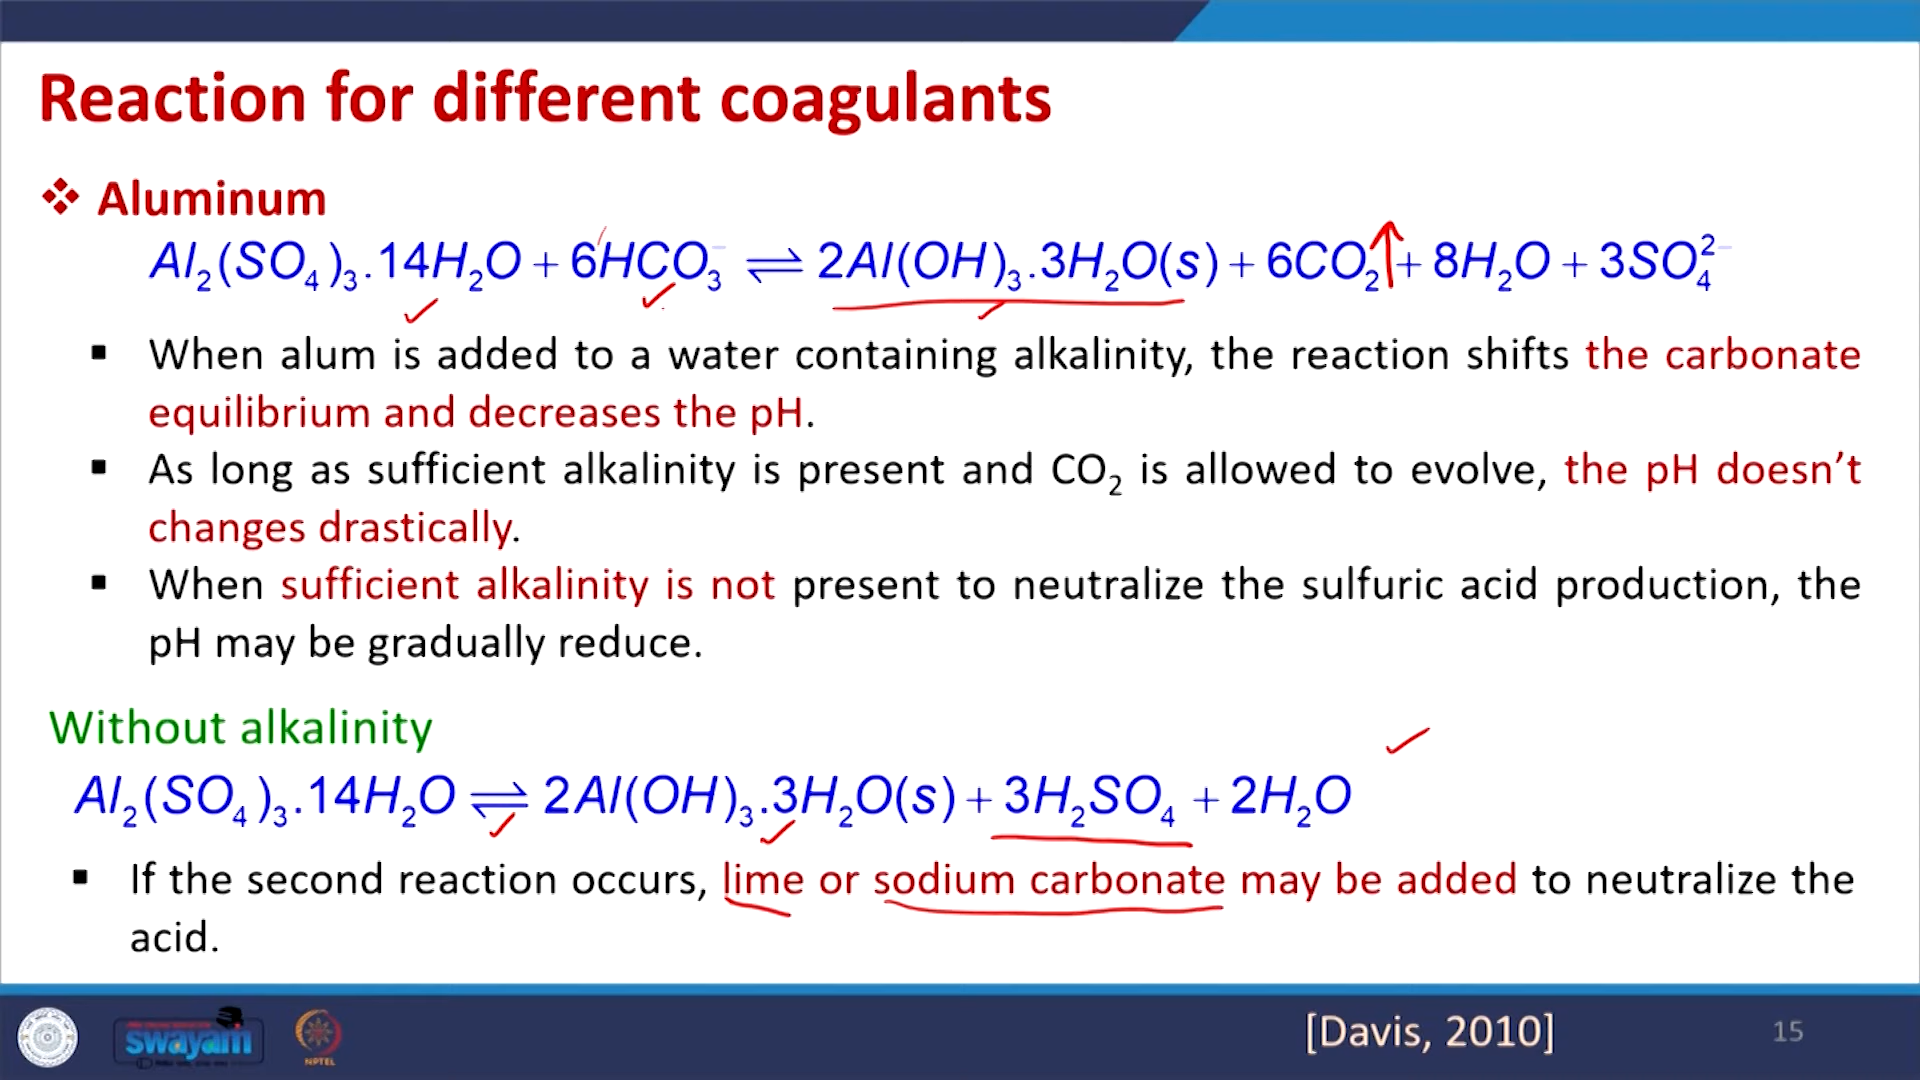 Reaction for different coagulants
❖ Aluminum
Al₂(SO₄)₃.14H₂O + 6HCO₃⁻ ⇌ 2Al(OH)₃.3H₂O(s) + 6CO₂ + 8H₂O + 3SO₄²⁻
▪ When alum is added to a water containing alkalinity, the reaction shifts the carbonate
equilibrium and decreases the pH.
▪ As long as sufficient alkalinity is present and CO₂ is allowed to evolve, the pH doesn’t
changes drastically.
▪ When sufficient alkalinity is not present to neutralize the sulfuric acid production, the
pH may be gradually reduce.
Without alkalinity
Al₂(SO₄)₃.14H₂O ⇌ 2Al(OH)₃.3H₂O(s) + 3H₂SO₄ + 2H₂O
▪ If the second reaction occurs, lime or sodium carbonate may be added to neutralize the
acid.
swayam
NPTEL
[Davis, 2010]
15